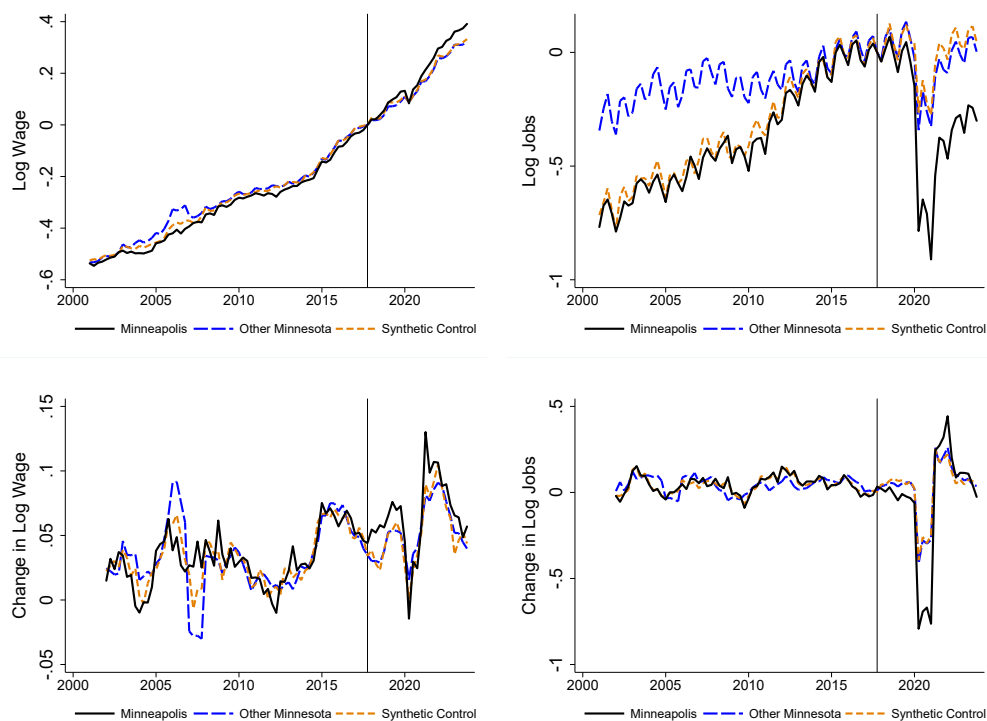 Log Wage
.4
.2
0
.2
-.4
-.6
2000 2005 2010 2015 2020
Minneapolis Other Minnesota Synthetic Control
Log Jobs
0
-.5
-1
2000 2005 2010 2015 2020
Minneapolis Other Minnesota Synthetic Control
Change in Log Wage
.15
.1
.05
0
-.05
2000 2005 2010 2015 2020
Minneapolis Other Minnesota Synthetic Control
Change in Log Jobs
.5
0
-.5
-1
2000 2005 2010 2015 2020
Minneapolis Other Minnesota Synthetic Control